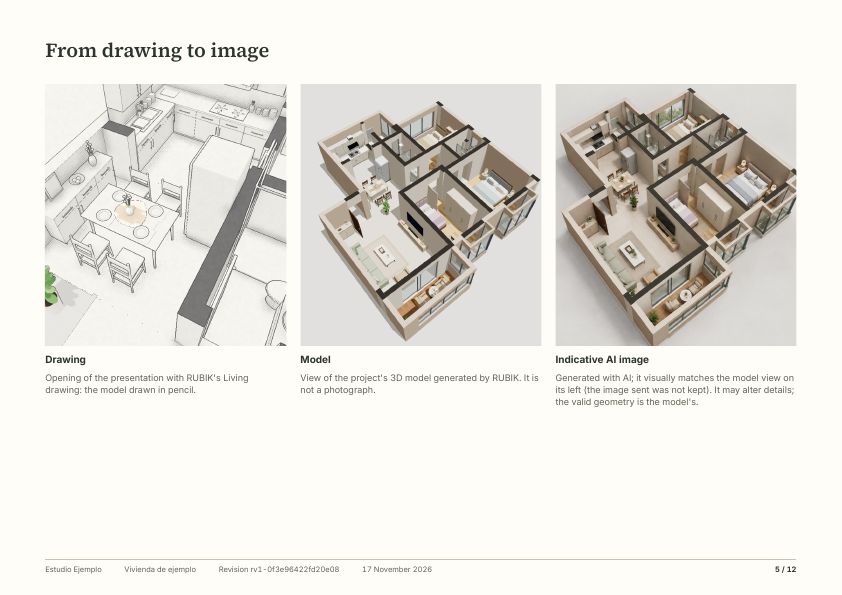 From drawing to image
Drawing
Opening of the presentation with RUBIK's Living
drawing: the model drawn in pencil.
Model
View of the project's 3D model generated by RUBIK. It is
not a photograph.
Indicative AI image
Generated with AI; it visually matches the model view on
its left (the image sent was not kept). It may alter details;
the valid geometry is the model's.
Estudio Ejemplo Vivienda de ejemplo Revision rv1-0f3e96422fd20e08 17 November 2026 5 / 12